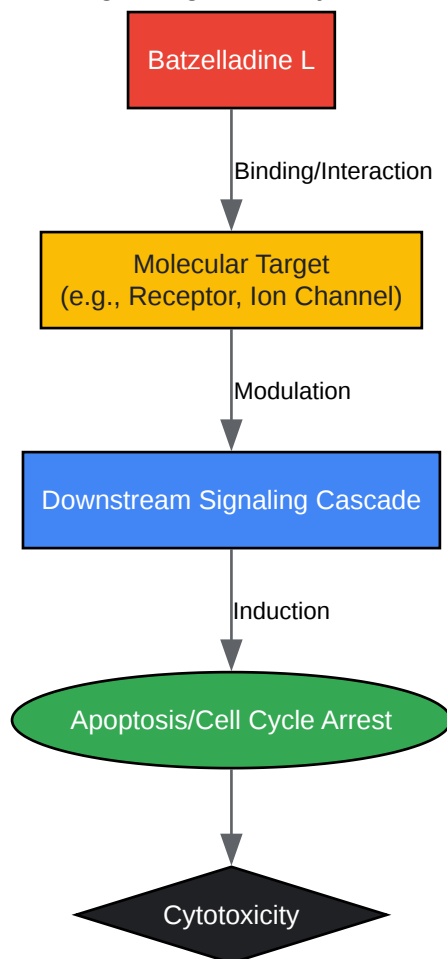 Batzelladine L
Binding/Interaction
Molecular Target
(e.g., Receptor, Ion Channel)
Modulation
Downstream Signaling Cascade
Induction
Apoptosis/Cell Cycle Arrest
Cytotoxicity